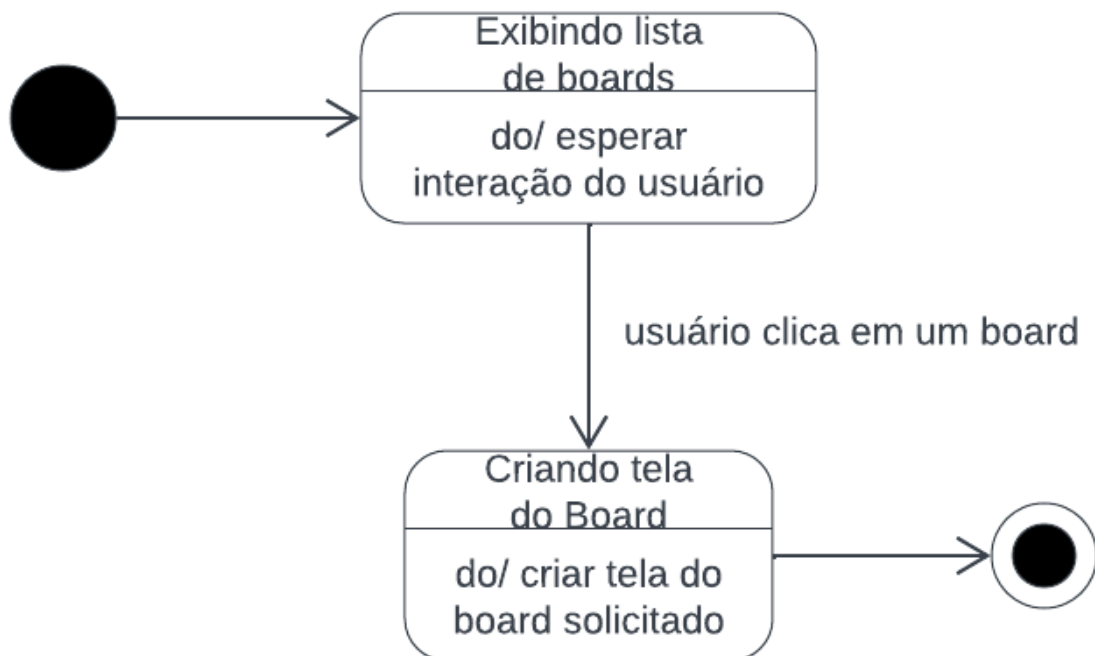 Exibindo lista
de boards
do/ esperar
interação do usuário
usuário clica em um board
Criando tela
do Board
do/ criar tela do
board solicitado